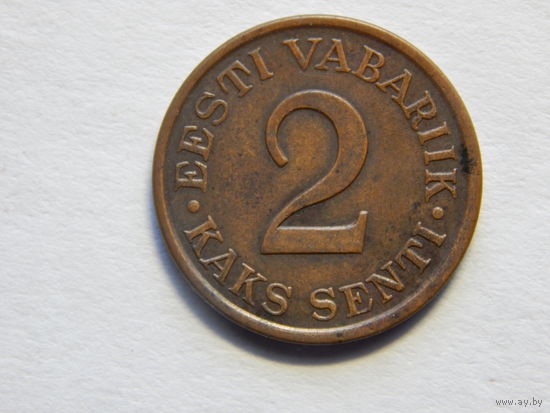 EESTI VABARIIK
2
KAKS SENTI
www.ay.by